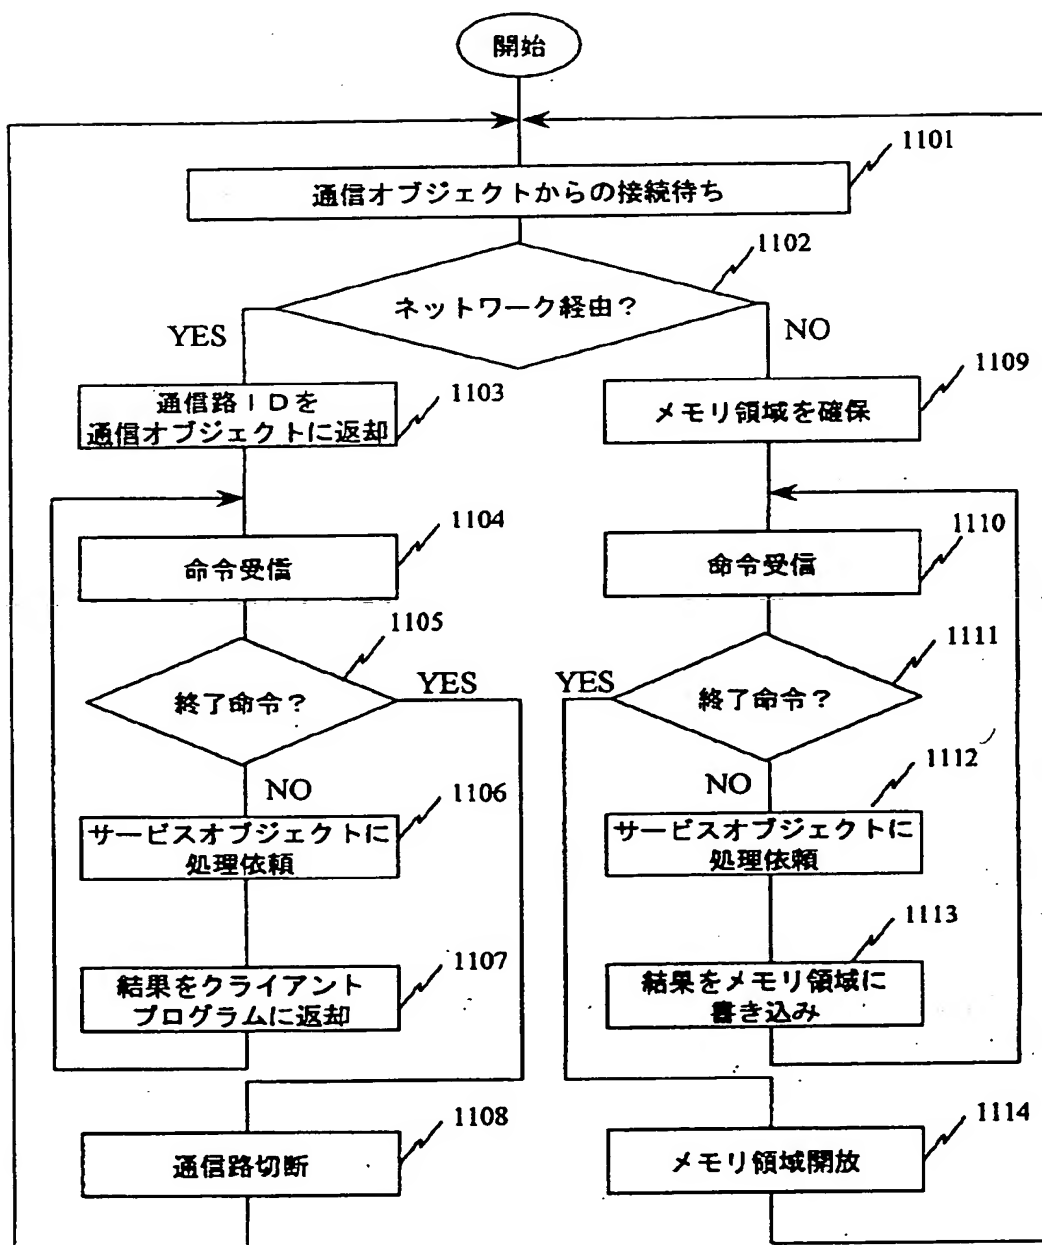 開始
1101
通信オブジェクトからの接続待ち
1102
ネットワーク経由?
YES
NO
1103
通信路IDを
通信オブジェクトに返却
1109
メモリ領域を確保
1104
命令受信
1110
命令受信
1105
終了命令?
YES
1111
YES
終了命令?
NO
1106
サービスオブジェクトに
処理依頼
NO
1112
サービスオブジェクトに
処理依頼
1107
結果をクライアント
プログラムに返却
1113
結果をメモリ領域に
書き込み
1108
通信路切断
1114
メモリ領域開放